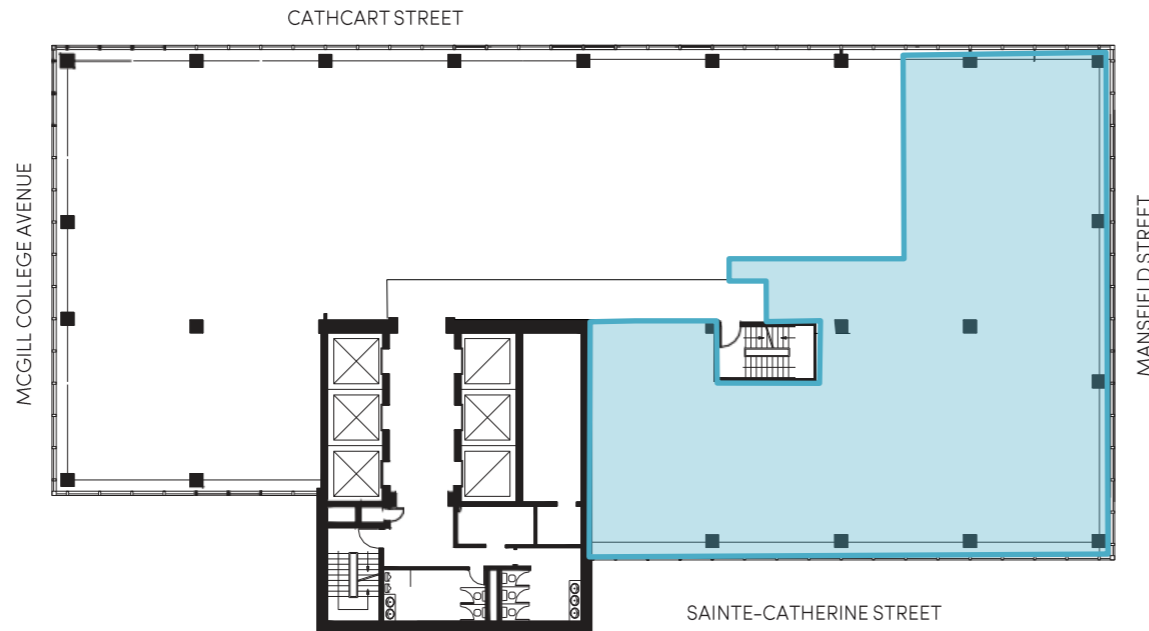 CATHCART STREET
MCGILL COLLEGE AVENUE
MANSFIELD STREET
SAINTE-CATHERINE STREET